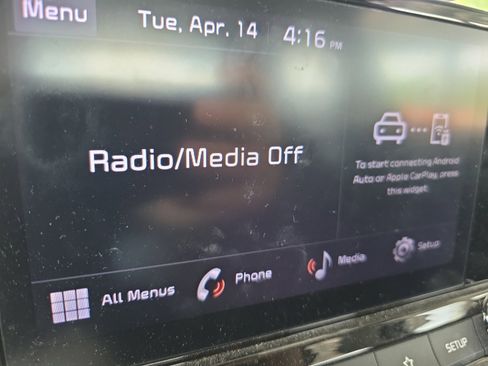 Menu
Tue, Apr. 14
4:16 PM
Radio/Media Off
To start connecting Android
Auto or Apple CarPlay, press
this widget.
All Menus
Phone
Media
Setup
SETUP